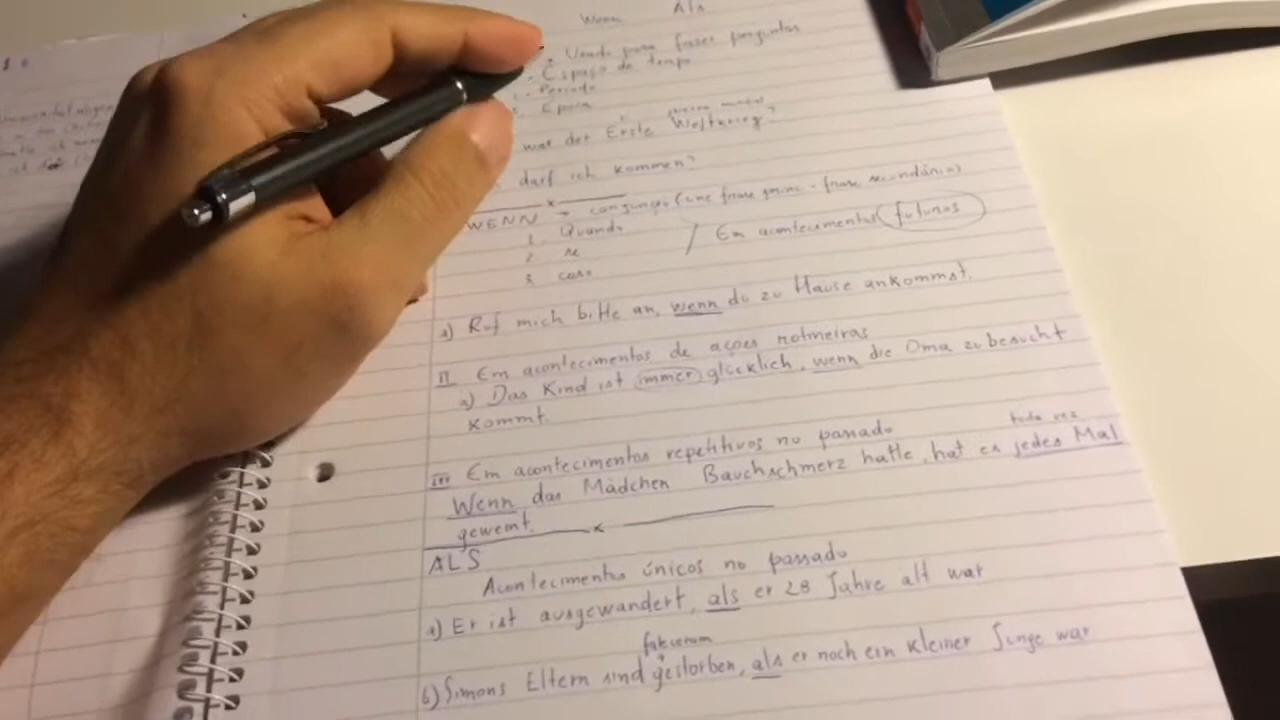 Wenn Als
Usado para frases perguntas
- Espaço de tempo
- Periodo
- Epoca
war der Erste Weltkrieg?
darf ich kommen?
x
WENN - conjunção (une frase princ - frase secundária)
1. Quando / Em acontecimentos futuros
2 se
3 caso
a) Ruf mich bitte an, wenn du zu Hause ankommst.
II Em acontecimentos de ações rotineiras
a) Das Kind ist immer glücklich, wenn die Oma zu besucht
kommt.
toda vez
III Em acontecimentos repetitivos no passado
Wenn das Mädchen Bauchschmerz hatte, hat es jedes Mal
geweint.
x
ALS
Acontecimentos únicos no passado
a) Er ist ausgewandert, als er 28 Jahre alt war
faleceram
b) Simons Eltern sind gestorben, als er noch ein kleiner Junge war